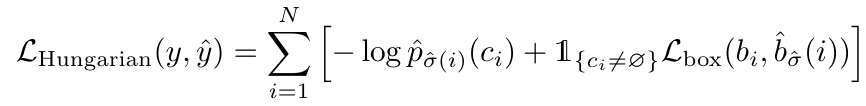 $\mathcal{L}_{\text{Hungarian}}(y, \hat{y}) = \sum_{i=1}^{N} \left[ -\log \hat{p}_{\hat{\sigma}(i)}(c_i) + \mathbb{1}_{\{c_i \neq \varnothing\}} \mathcal{L}_{\text{box}}(b_i, \hat{b}_{\hat{\sigma}}(i)) \right]$